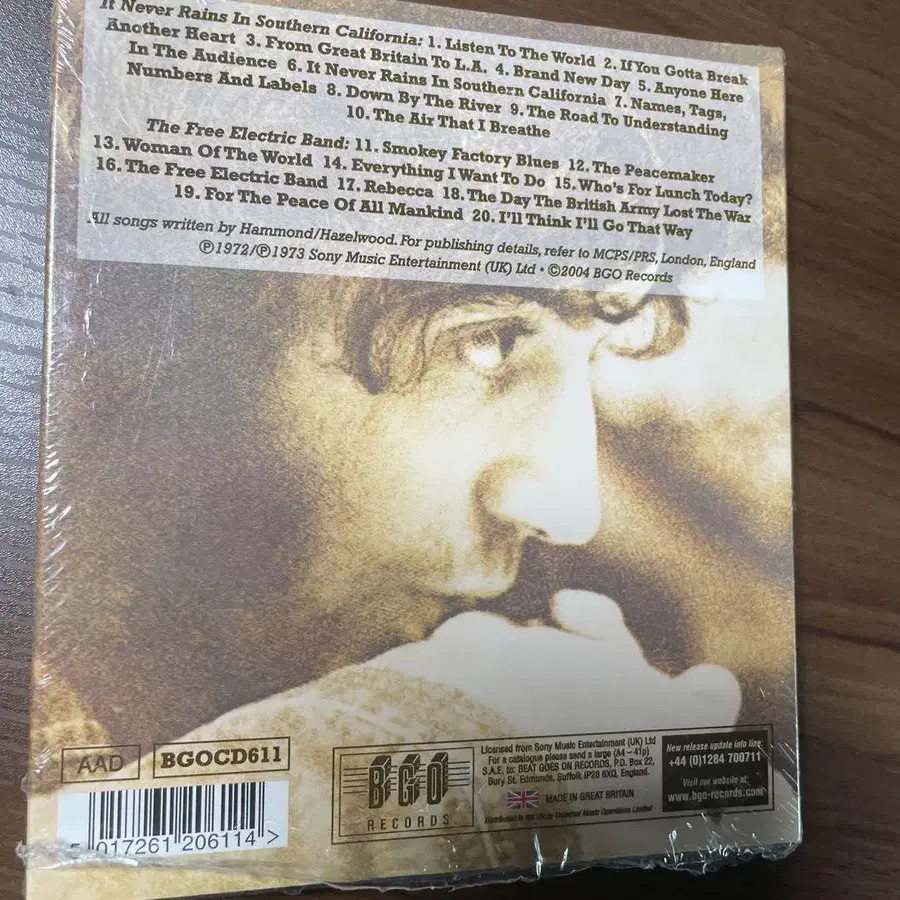 It Never Rains In Southern California: 1. Listen To The World 2. If You Gotta Break
Another Heart 3. From Great Britain To L.A. 4. Brand New Day 5. Anyone Here
In The Audience 6. It Never Rains In Southern California 7. Names, Tags,
Numbers And Labels 8. Down By The River 9. The Road To Understanding
10. The Air That I Breathe
The Free Electric Band: 11. Smokey Factory Blues 12. The Peacemaker
13. Woman Of The World 14. Everything I Want To Do 15. Who's For Lunch Today?
16. The Free Electric Band 17. Rebecca 18. The Day The British Army Lost The War
19. For The Peace Of All Mankind 20. I'll Think I'll Go That Way
All songs written by Hammond/Hazelwood. For publishing details, refer to MCPS/PRS, London, England
℗1972/℗1973 Sony Music Entertainment (UK) Ltd • ©2004 BGO Records
AAD
BGOCD611
5 017261 206114 >
BGO
RECORDS
Licensed from Sony Music Entertainment (UK) Ltd
For a catalogue please send a large (A4 – 41p)
S.A.E. to: BEAT GOES ON RECORDS, P.O. Box 22,
Bury St. Edmunds, Suffolk IP28 6XQ, England.
MADE IN GREAT BRITAIN
Distributed in the UK by Universal Music Operations Limited
New release update info line:
+44 (0)1284 700711
Visit our website at:
www.bgo-records.com